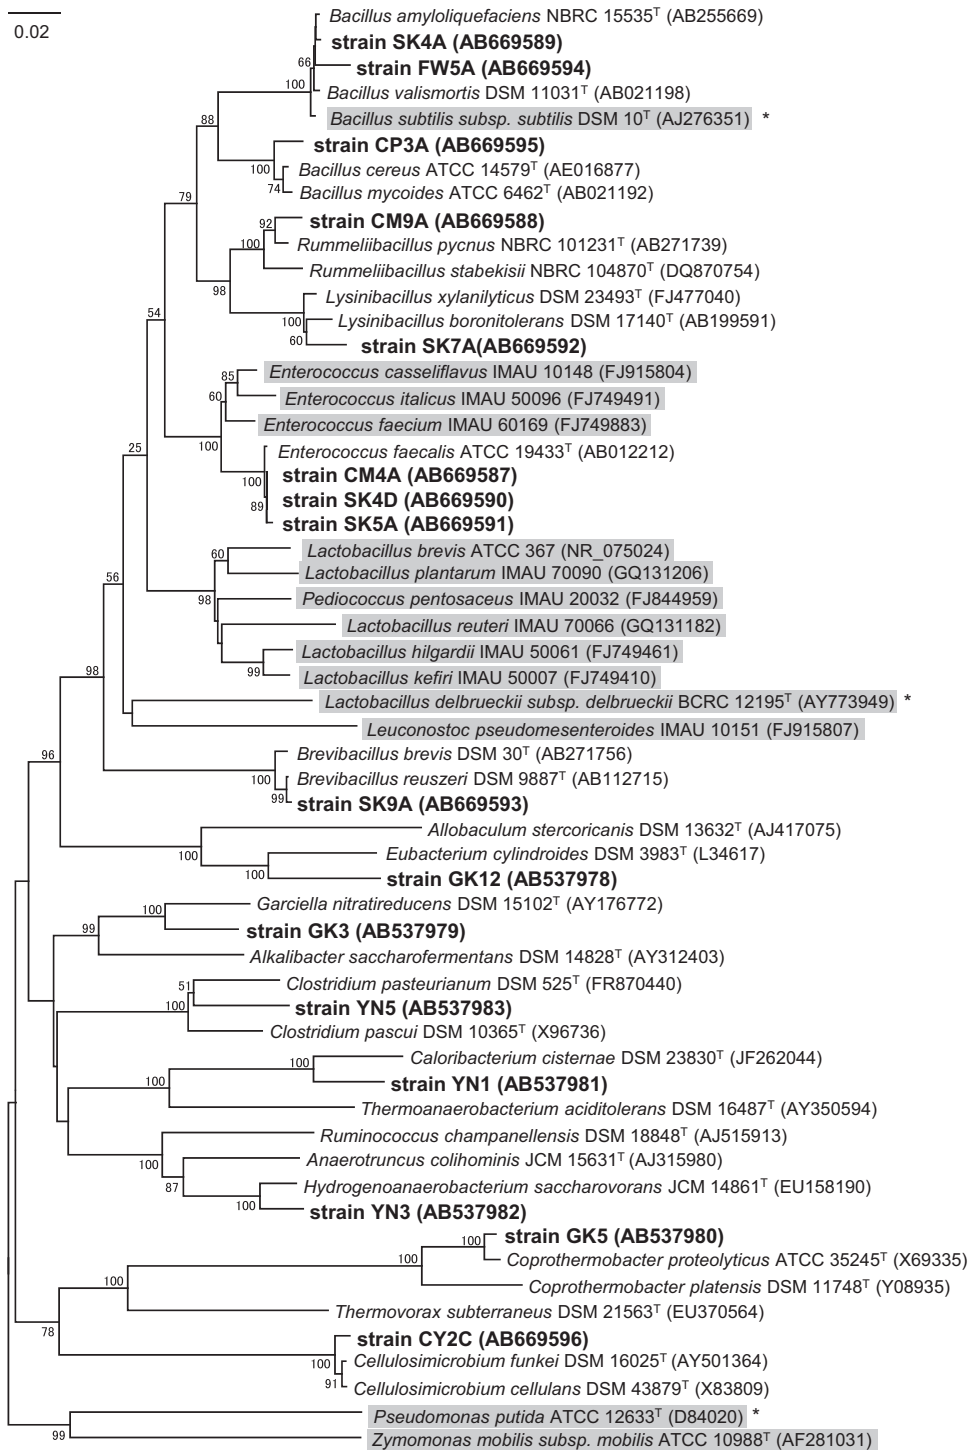 0.02
Bacillus amyloliquefaciens NBRC 15535T (AB255669)
strain SK4A (AB669589)
66
strain FW5A (AB669594)
100
Bacillus valismortis DSM 11031T (AB021198)
Bacillus subtilis subsp. subtilis DSM 10T (AJ276351) *
88
strain CP3A (AB669595)
100
Bacillus cereus ATCC 14579T (AE016877)
74
Bacillus mycoides ATCC 6462T (AB021192)
79
92
strain CM9A (AB669588)
100
Rummeliibacillus pycnus NBRC 101231T (AB271739)
Rummeliibacillus stabekisii NBRC 104870T (DQ870754)
98
Lysinibacillus xylanilyticus DSM 23493T (FJ477040)
54
100
Lysinibacillus boronitolerans DSM 17140T (AB199591)
60
strain SK7A(AB669592)
85
Enterococcus casseliflavus IMAU 10148 (FJ915804)
60
Enterococcus italicus IMAU 50096 (FJ749491)
Enterococcus faecium IMAU 60169 (FJ749883)
25
100
Enterococcus faecalis ATCC 19433T (AB012212)
100
strain CM4A (AB669587)
89
strain SK4D (AB669590)
strain SK5A (AB669591)
60
Lactobacillus brevis ATCC 367 (NR_075024)
56
Lactobacillus plantarum IMAU 70090 (GQ131206)
98
Pediococcus pentosaceus IMAU 20032 (FJ844959)
Lactobacillus reuteri IMAU 70066 (GQ131182)
Lactobacillus hilgardii IMAU 50061 (FJ749461)
98
99
Lactobacillus kefiri IMAU 50007 (FJ749410)
Lactobacillus delbrueckii subsp. delbrueckii BCRC 12195T (AY773949) *
Leuconostoc pseudomesenteroides IMAU 10151 (FJ915807)
96
Brevibacillus brevis DSM 30T (AB271756)
100
Brevibacillus reuszeri DSM 9887T (AB112715)
99
strain SK9A (AB669593)
Allobaculum stercoricanis DSM 13632T (AJ417075)
100
Eubacterium cylindroides DSM 3983T (L34617)
100
strain GK12 (AB537978)
100
Garciella nitratireducens DSM 15102T (AY176772)
99
strain GK3 (AB537979)
Alkalibacter saccharofermentans DSM 14828T (AY312403)
51
Clostridium pasteurianum DSM 525T (FR870440)
100
strain YN5 (AB537983)
Clostridium pascui DSM 10365T (X96736)
100
Caloribacterium cisternae DSM 23830T (JF262044)
100
strain YN1 (AB537981)
Thermoanaerobacterium aciditolerans DSM 16487T (AY350594)
Ruminococcus champanellensis DSM 18848T (AJ515913)
100
Anaerotruncus colihominis JCM 15631T (AJ315980)
87
Hydrogenoanaerobacterium saccharovorans JCM 14861T (EU158190)
100
strain YN3 (AB537982)
100
strain GK5 (AB537980)
100
Coprothermobacter proteolyticus ATCC 35245T (X69335)
100
Coprothermobacter platensis DSM 11748T (Y08935)
Thermovorax subterraneus DSM 21563T (EU370564)
78
strain CY2C (AB669596)
100
Cellulosimicrobium funkei DSM 16025T (AY501364)
91
Cellulosimicrobium cellulans DSM 43879T (X83809)
Pseudomonas putida ATCC 12633T (D84020) *
99
Zymomonas mobilis subsp. mobilis ATCC 10988T (AF281031)